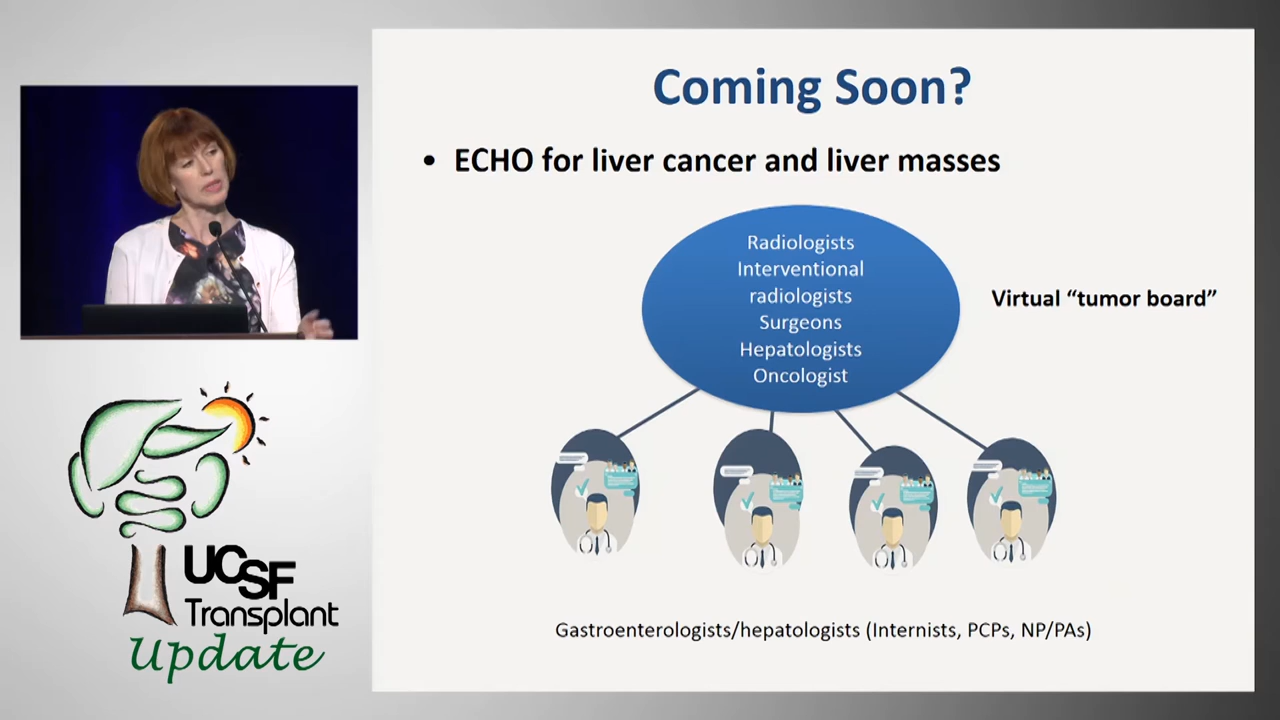 Coming Soon?
• ECHO for liver cancer and liver masses
Radiologists
Interventional
radiologists
Surgeons
Hepatologists
Oncologist
Virtual “tumor board”
Gastroenterologists/hepatologists (Internists, PCPs, NP/PAs)
UCSF
Transplant
Update